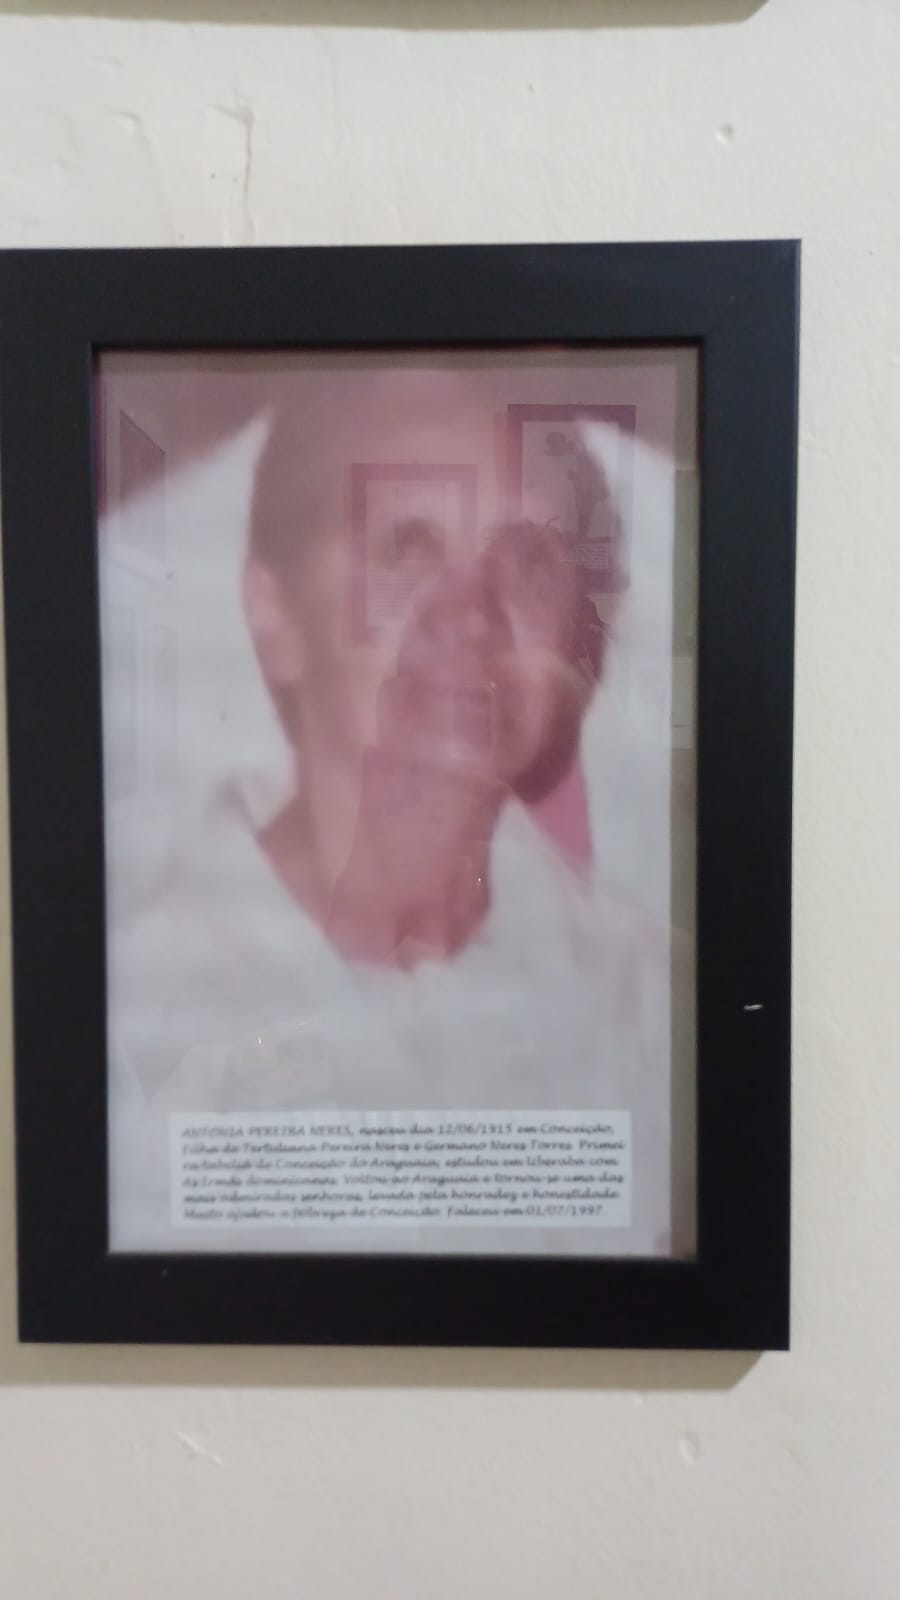 ANTONIA PEREIRA NERES, nasceu dia 12/06/1915 em Conceição,
Filha de Tertuliana Pereira Neres e Germano Neres Torres. Primei-
ra tabeliã de Conceição do Araguaia, estudou em Uberaba com
As Irmãs dominicanas. Voltou ao Araguaia e tornou-se uma das
mais admiradas senhoras, levada pela honradez e honestidade.
Muito ajudou a pobreza de Conceição. Faleceu em 01/07/1997.